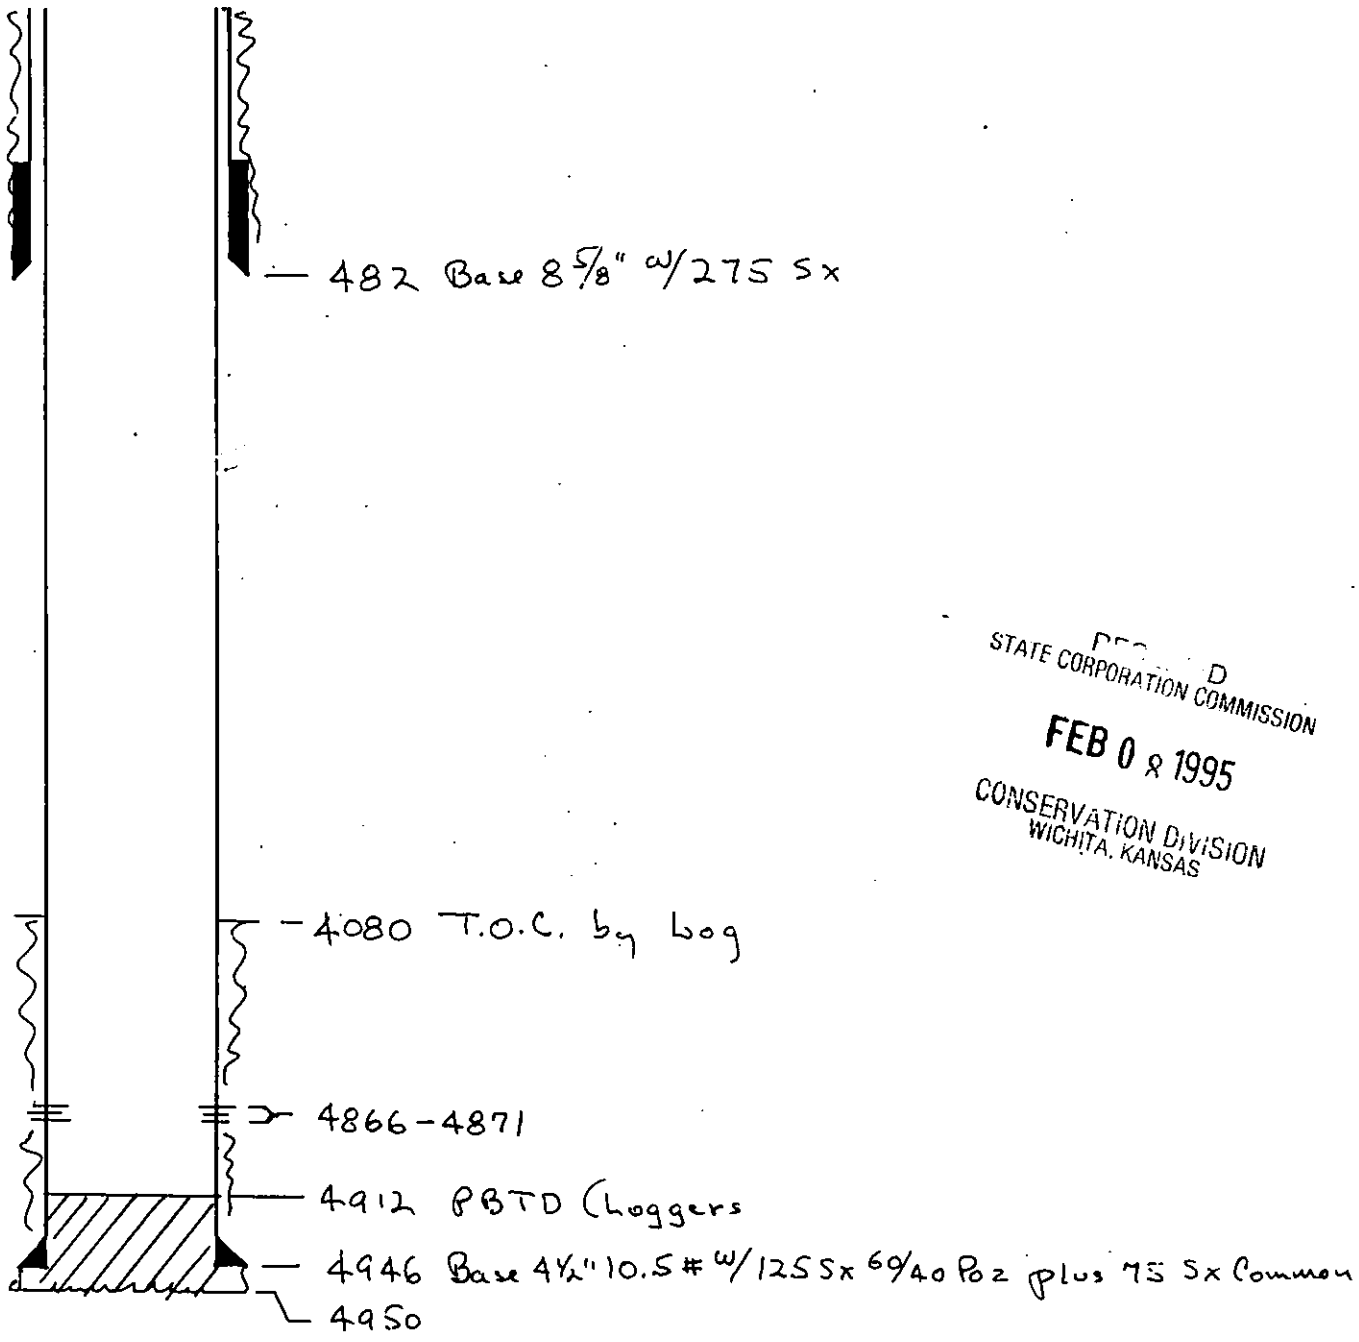 482 Base 8 5/8" w/275 Sx
STATE CORPORATION COMMISSION
FEB 0 8 1995
CONSERVATION DIVISION
WICHITA, KANSAS
4080 T.O.C. by Log
4866-4871
4912 PBTD (Loggers
4946 Base 4½" 10.5# w/125 Sx 60/40 Poz plus 75 Sx Common
4950